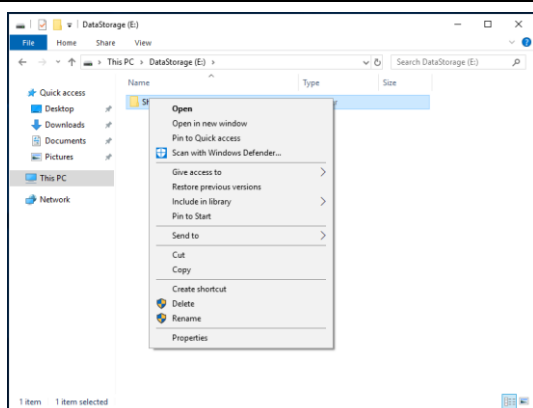 DataStorage (E:)
File Home Share View
This PC > DataStorage (E:) >
Search DataStorage (E:)
Name Type Size
Quick access
Desktop
Downloads
Documents
Pictures
This PC
Network
Open
Open in new window
Pin to Quick access
Scan with Windows Defender...
Give access to
Restore previous versions
Include in library
Pin to Start
Send to
Cut
Copy
Create shortcut
Delete
Rename
Properties
1 item 1 item selected